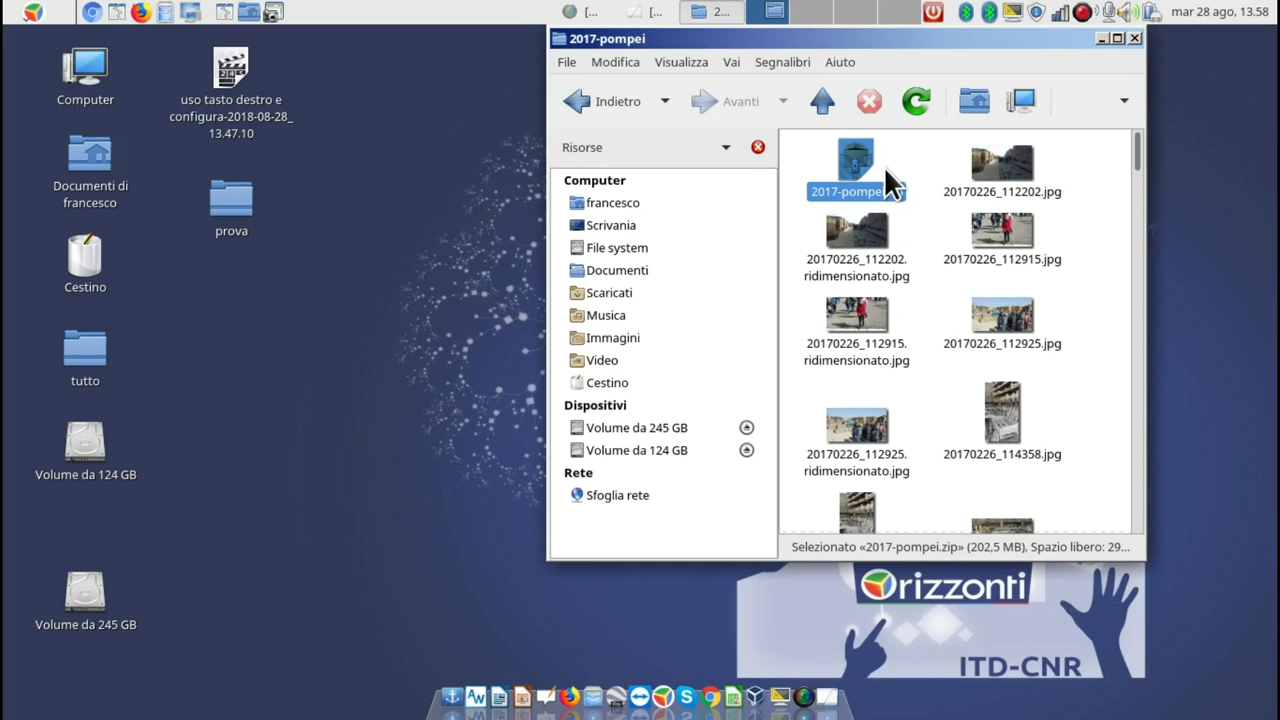 [...
[...
2...
mar 28 ago, 13.58
Computer
Documenti di
francesco
Cestino
tutto
Volume da 124 GB
Volume da 245 GB
uso tasto destro e
configura-2018-08-28_
13.47.10
prova
2017-pompei
File
Modifica
Visualizza
Vai
Segnalibri
Aiuto
Indietro
Avanti
Risorse
Computer
francesco
Scrivania
File system
Documenti
Scaricati
Musica
Immagini
Video
Cestino
Dispositivi
Volume da 245 GB
Volume da 124 GB
Rete
Sfoglia rete
20170226_112202.jpg
20170226_112202.
ridimensionato.jpg
20170226_112915.jpg
20170226_112915.
ridimensionato.jpg
20170226_112925.jpg
20170226_112925.
ridimensionato.jpg
20170226_114358.jpg
Selezionato «2017-pompei.zip» (202,5 MB), Spazio libero: 29...
Orizzonti
ITD-CNR